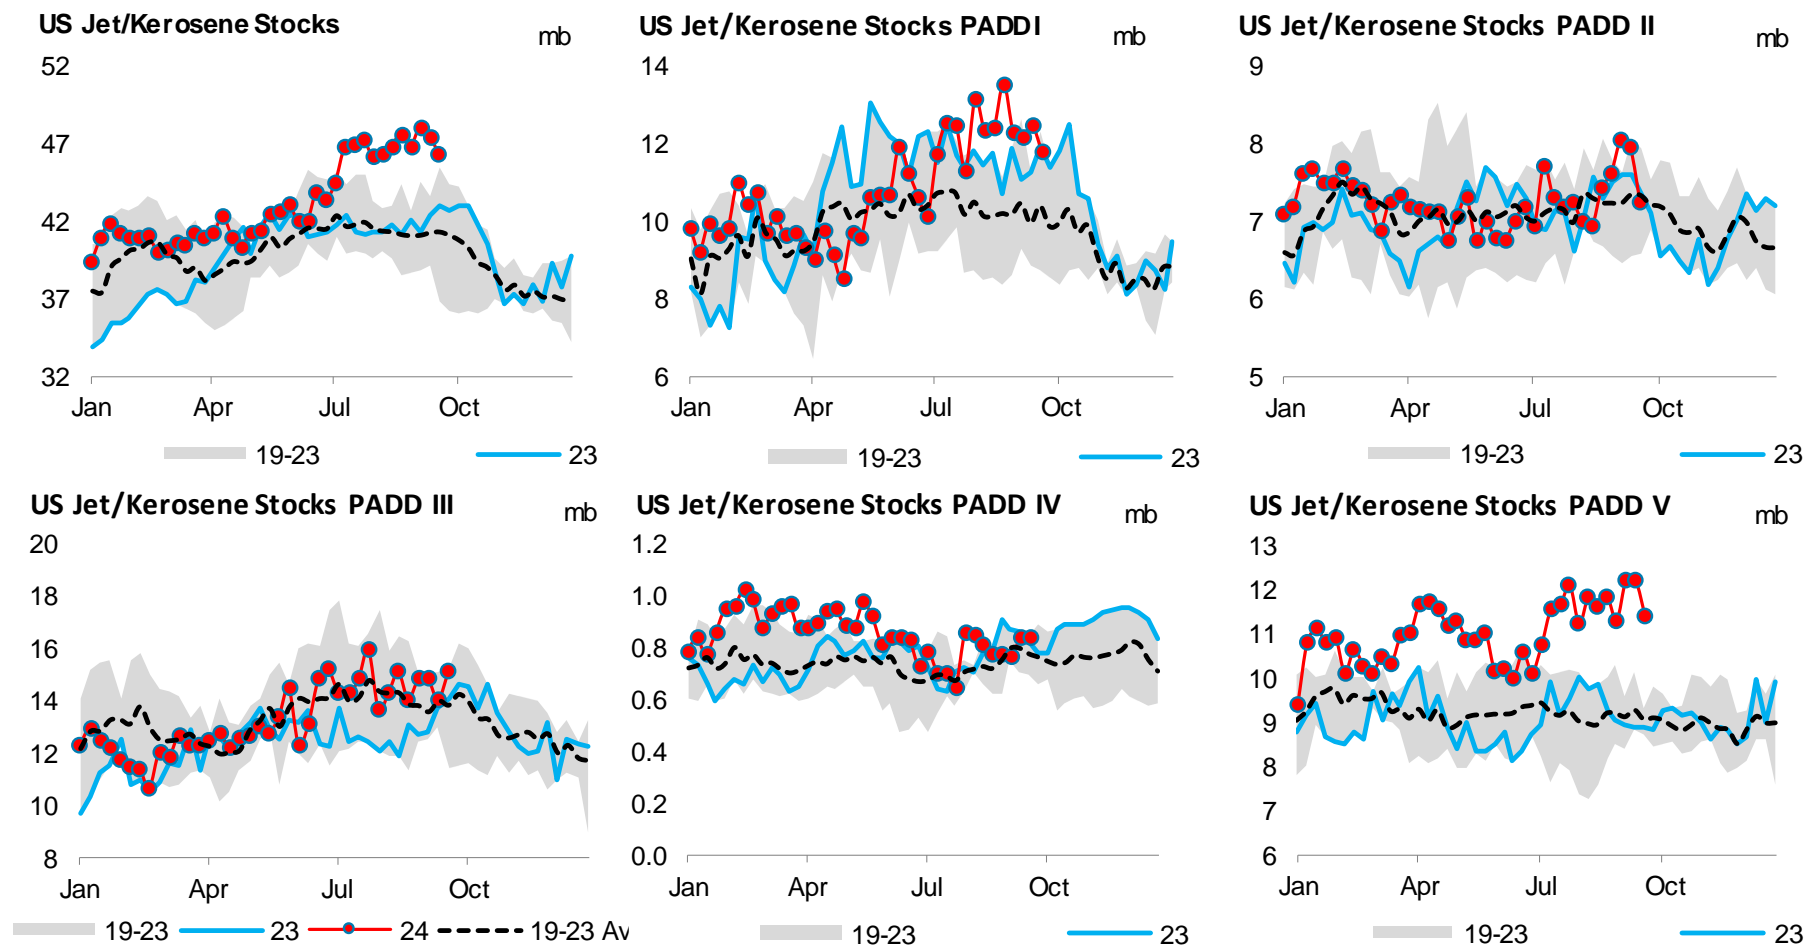 US Jet/Kerosene Stocks
mb
52
47
42
37
32
Jan Apr Jul Oct
19-23 23
US Jet/Kerosene Stocks PADD I
mb
14
12
10
8
6
Jan Apr Jul Oct
19-23 23
US Jet/Kerosene Stocks PADD II
mb
9
8
7
6
5
Jan Apr Jul Oct
19-23 23
US Jet/Kerosene Stocks PADD III
mb
20
18
16
14
12
10
8
Jan Apr Jul Oct
19-23 23 24 19-23 Av
US Jet/Kerosene Stocks PADD IV
mb
1.2
1.0
0.8
0.6
0.4
0.2
0.0
Jan Apr Jul Oct
19-23 23
US Jet/Kerosene Stocks PADD V
mb
13
12
11
10
9
8
7
6
Jan Apr Jul Oct
19-23 23